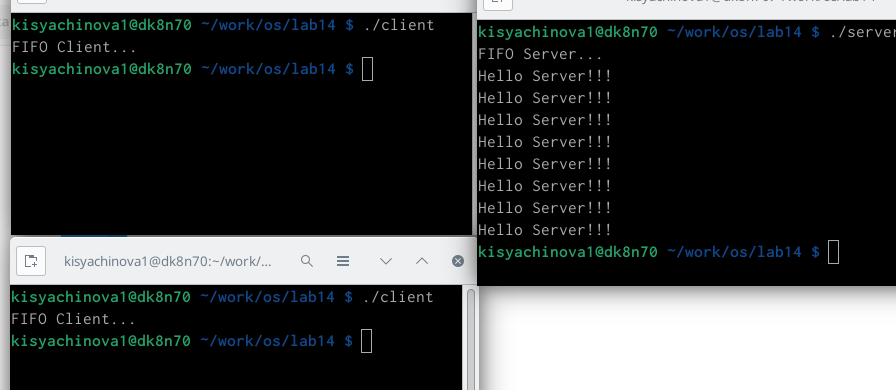 kisyachinova1@dk8n70 ~/work/os/lab14 $ ./client
FIFO Client...
kisyachinova1@dk8n70 ~/work/os/lab14 $
kisyachinova1@dk8n70:~/work/...
kisyachinova1@dk8n70 ~/work/os/lab14 $ ./client
FIFO Client...
kisyachinova1@dk8n70 ~/work/os/lab14 $
kisyachinova1@dk8n70 ~/work/os/lab14 $ ./server
FIFO Server...
Hello Server!!!
Hello Server!!!
Hello Server!!!
Hello Server!!!
Hello Server!!!
Hello Server!!!
Hello Server!!!
Hello Server!!!
kisyachinova1@dk8n70 ~/work/os/lab14 $